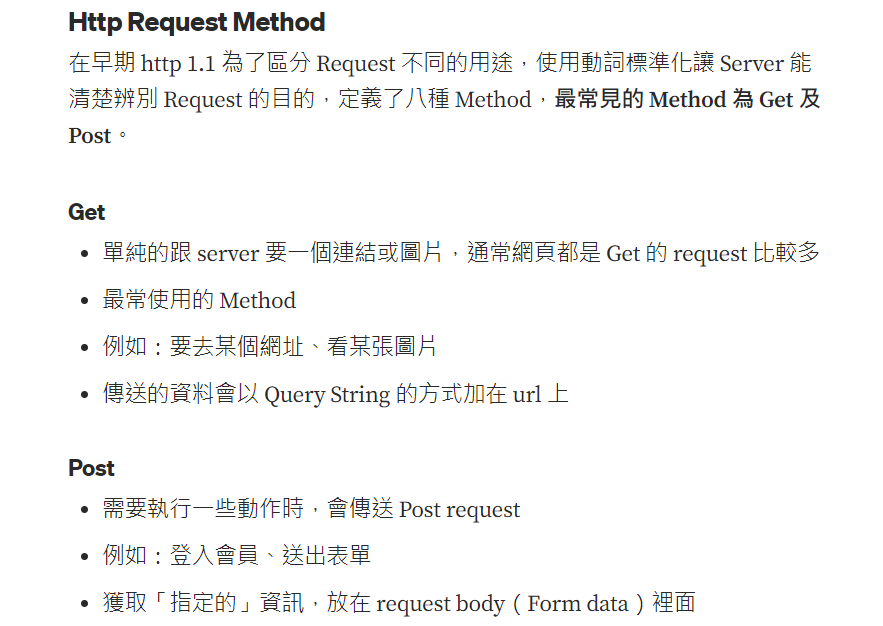 Http Request Method
在早期 http 1.1 為了區分 Request 不同的用途，使用動詞標準化讓 Server 能
清楚辨別 Request 的目的，定義了八種 Method，最常見的 Method 為 Get 及
Post。
Get
• 單純的跟 server 要一個連結或圖片，通常網頁都是 Get 的 request 比較多
• 最常使用的 Method
• 例如：要去某個網址、看某張圖片
• 傳送的資料會以 Query String 的方式加在 url 上
Post
• 需要執行一些動作時，會傳送 Post request
• 例如：登入會員、送出表單
• 獲取「指定的」資訊，放在 request body（Form data）裡面